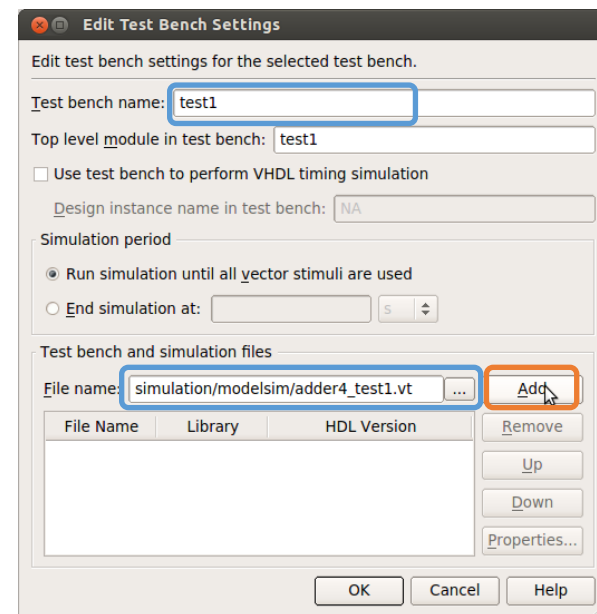 Edit Test Bench Settings
Edit test bench settings for the selected test bench.
Test bench name: test1
Top level module in test bench: test1
Use test bench to perform VHDL timing simulation
Design instance name in test bench: NA
Simulation period
Run simulation until all vector stimuli are used
End simulation at: s
Test bench and simulation files
File name: simulation/modelsim/adder4_test1.vt ... Add
File Name Library HDL Version Remove
Up
Down
Properties...
OK Cancel Help